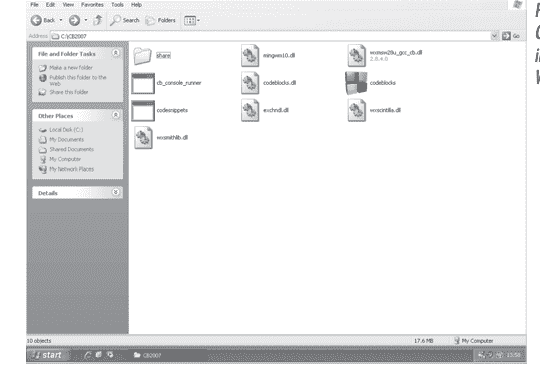 File Edit View Favorites Tools Help
Back Search Folders
Address C:\CB2007 Go
File and Folder Tasks
Make a new folder
Publish this folder to the Web
Share this folder
Other Places
Local Disk (C:)
My Documents
Shared Documents
My Computer
My Network Places
Details
share
mingwm10.dll
wxmsw28u_gcc_cb.dll
2.8.4.0
cb_console_runner
codeblocks.dll
codeblocks
codesnippets
exchndl.dll
wxscintilla.dll
wxsmithlib.dll
10 objects
17.6 MB
My Computer
start
CB2007